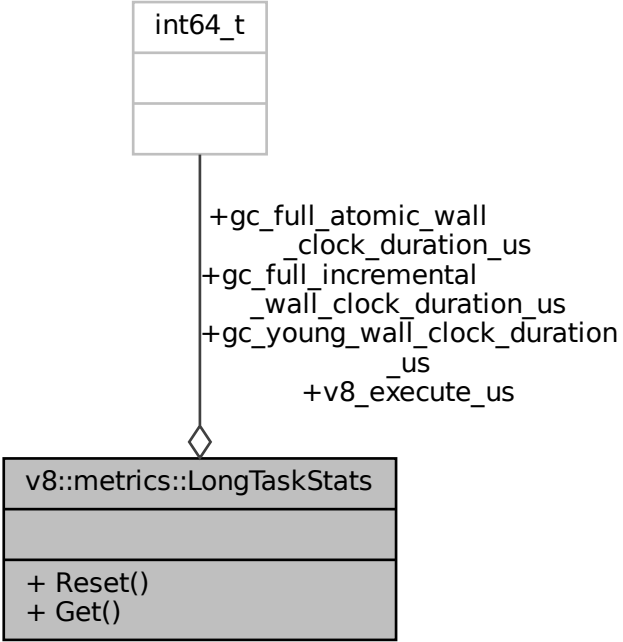 int64_t
+gc_full_atomic_wall
_clock_duration_us
+gc_full_incremental
_wall_clock_duration_us
+gc_young_wall_clock_duration
_us
+v8_execute_us
v8::metrics::LongTaskStats
+ Reset()
+ Get()